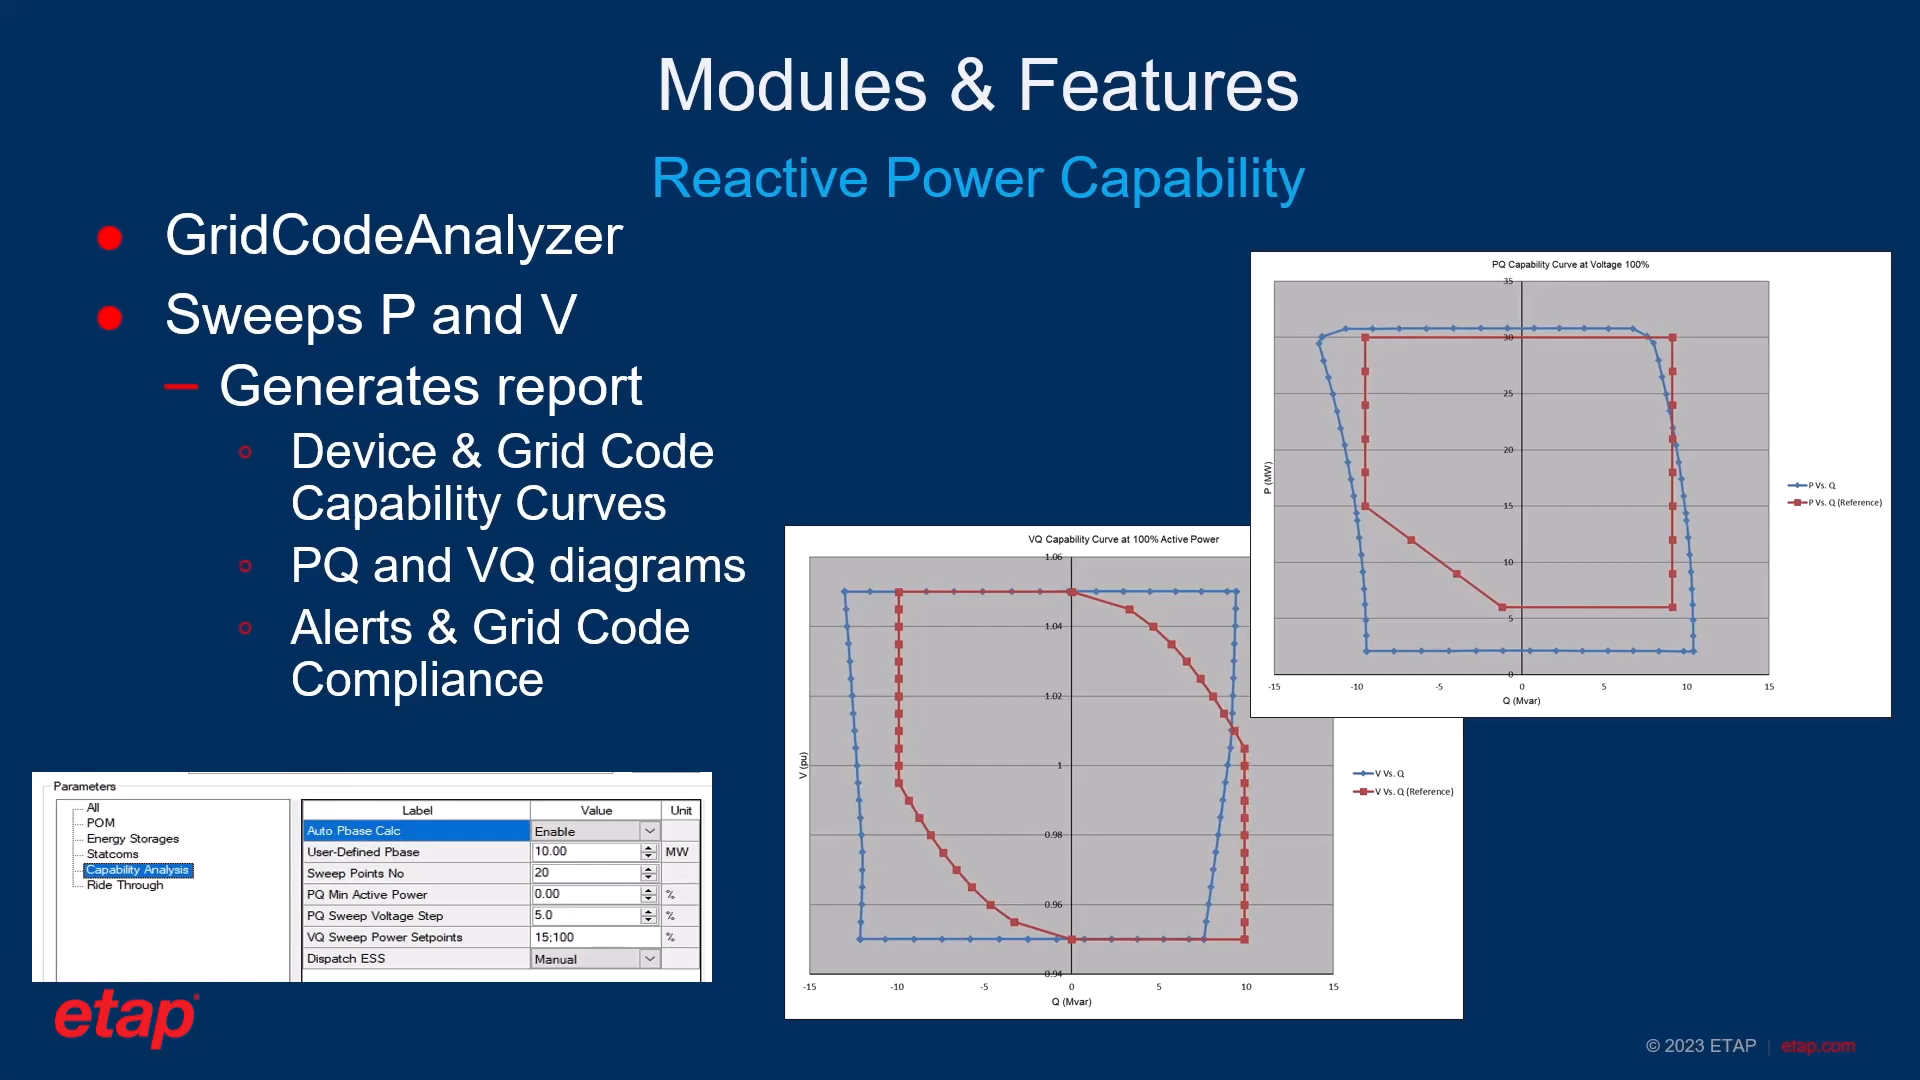 Modules & Features
Reactive Power Capability
GridCodeAnalyzer
Sweeps P and V
Generates report
Device & Grid Code
Capability Curves
PQ and VQ diagrams
Alerts & Grid Code
Compliance
PQ Capability Curve at Voltage 100%
35
30
25
20
15
10
5
0
-15 -10 -5 0 5 10 15
P (MW)
Q (Mvar)
P Vs. Q
P Vs. Q (Reference)
VQ Capability Curve at 100% Active Power
1.06
1.04
1.02
1
0.98
0.96
0.94
-15 -10 -5 0 5 10 15
V (pu)
Q (Mvar)
V Vs. Q
V Vs. Q (Reference)
Parameters
All
POM
Energy Storages
Statcoms
Capability Analysis
Ride Through
Label Value Unit
Auto Pbase Calc Enable
User-Defined Pbase 10.00 MW
Sweep Points No 20
PQ Min Active Power 0.00 %
PQ Sweep Voltage Step 5.0 %
VQ Sweep Power Setpoints 15;100 %
Dispatch ESS Manual
etap
© 2023 ETAP | etap.com